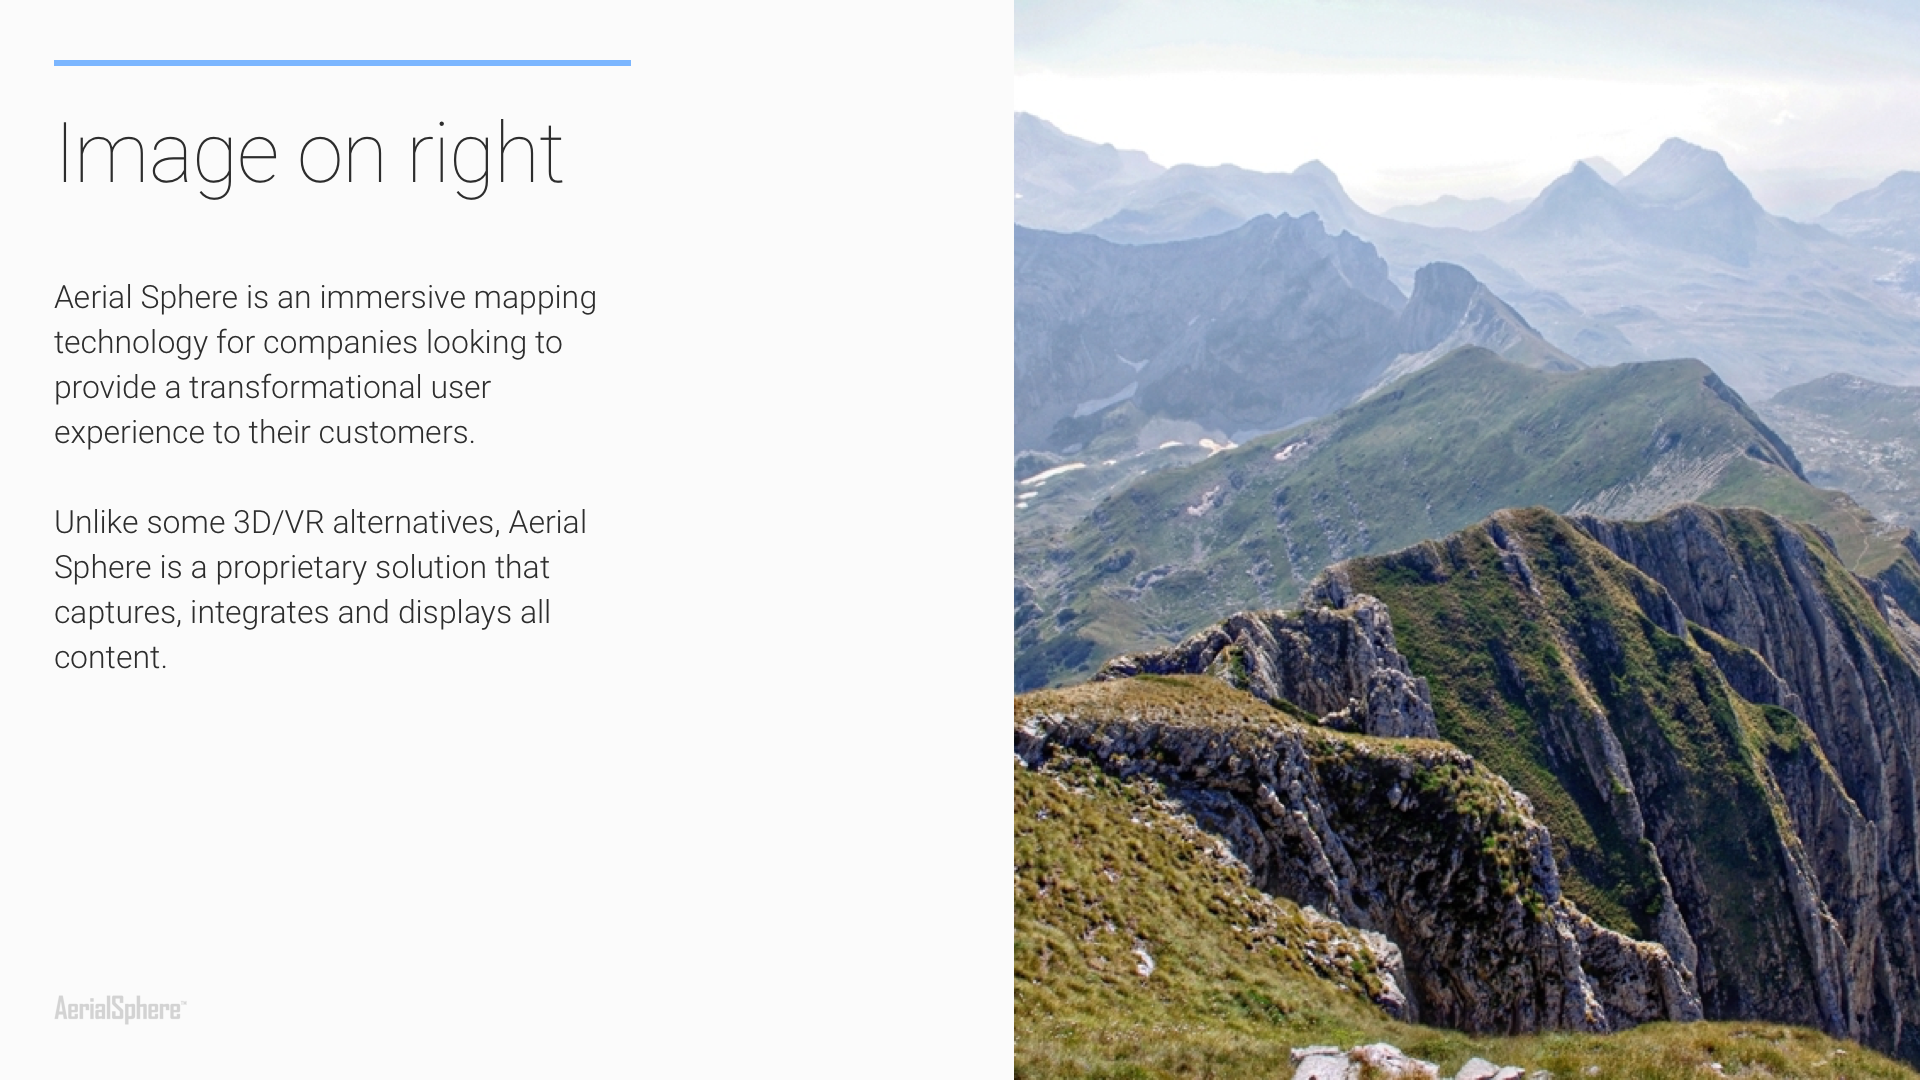 Image on right
Aerial Sphere is an immersive mapping
technology for companies looking to
provide a transformational user
experience to their customers.
Unlike some 3D/VR alternatives, Aerial
Sphere is a proprietary solution that
captures, integrates and displays all
content.
AerialSphere™